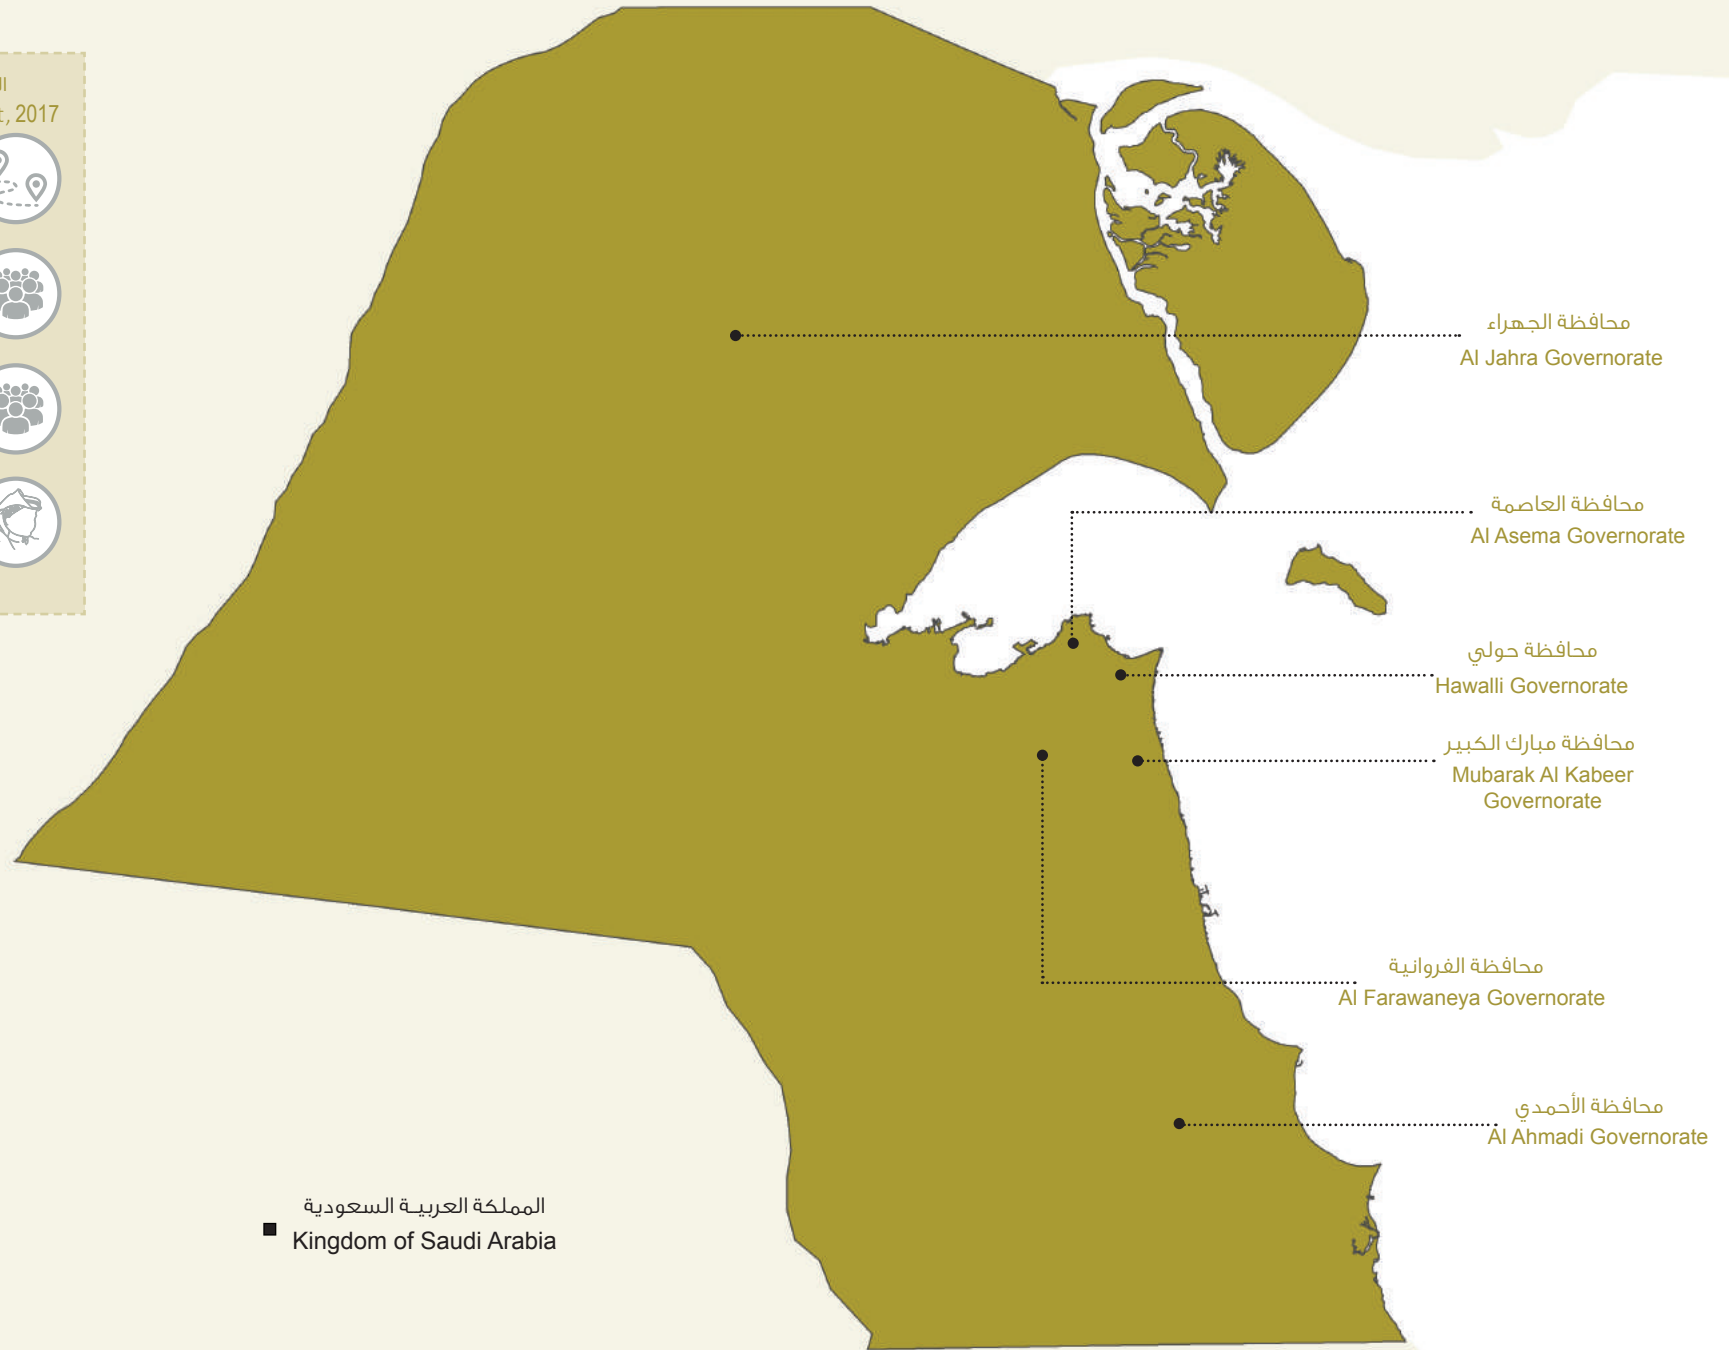 2017
محافظة الجهراء
Al Jahra Governorate
محافظة العاصمة
Al Asema Governorate
محافظة حولي
Hawalli Governorate
محافظة مبارك الكبير
Mubarak Al Kabeer
Governorate
محافظة الفروانية
Al Farawaneya Governorate
محافظة الأحمدي
Al Ahmadi Governorate
المملكة العربية السعودية
Kingdom of Saudi Arabia